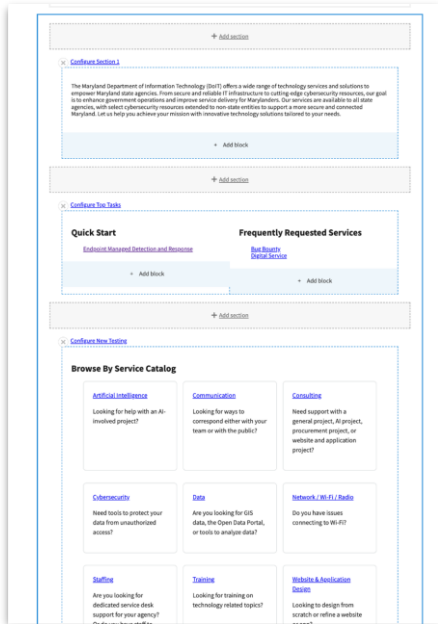 + Add section
× Configure Section 1
The Maryland Department of Information Technology (DoIT) offers a wide range of technology services and solutions to
empower Maryland state agencies. From secure and reliable IT infrastructure to cutting-edge cybersecurity resources, our goal
is to enhance government operations and improve service delivery for Marylanders. Our services are available to all state
agencies, with select cybersecurity resources extended to non-state entities to support a more secure and connected
Maryland. Let us help you achieve your mission with innovative technology solutions tailored to your needs.
+ Add block
+ Add section
× Configure Top Tasks
Quick Start
Endpoint Managed Detection and Response
+ Add block
Frequently Requested Services
Bug Bounty
Digital Service
+ Add block
+ Add section
× Configure New Testing
Browse By Service Catalog
Artificial Intelligence
Looking for help with an AI-
involved project?
Communication
Looking for ways to
correspond either with your
team or with the public?
Consulting
Need support with a
general project, AI project,
procurement project, or
website and application
project?
Cybersecurity
Need tools to protect your
data from unauthorized
access?
Data
Are you looking for GIS
data, the Open Data Portal,
or tools to analyze data?
Network / Wi-Fi / Radio
Do you have issues
connecting to Wi-Fi?
Staffing
Are you looking for
dedicated service desk
support for your agency?
Training
Looking for training on
technology related topics?
Website & Application
Design
Looking to design from
scratch or refine a website